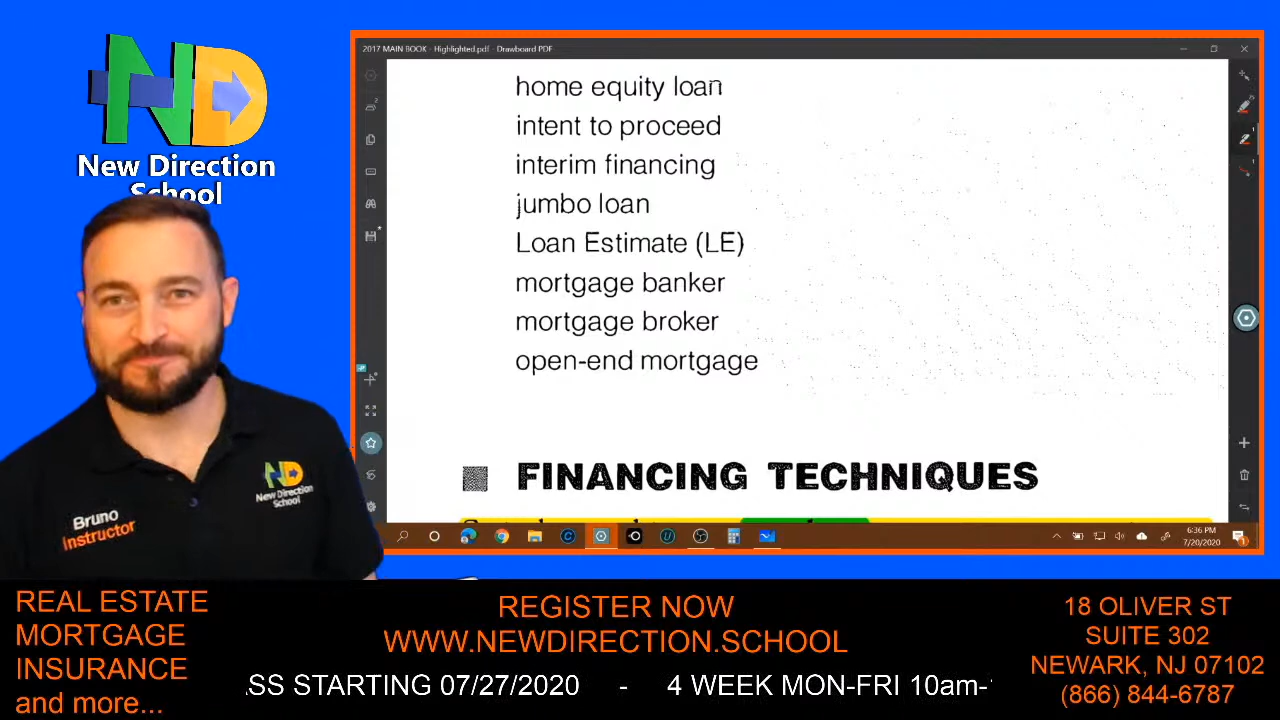 ND
New Direction
School
Bruno
Instructor
ND
New Direction
School
2017 MAIN BOOK - Highlighted.pdf - Drawboard PDF
home equity loan
intent to proceed
interim financing
jumbo loan
Loan Estimate (LE)
mortgage banker
mortgage broker
open-end mortgage
FINANCING TECHNIQUES
6:36 PM
7/20/2020
REAL ESTATE
MORTGAGE
INSURANCE
and more...
REGISTER NOW
WWW.NEWDIRECTION.SCHOOL
ASS STARTING 07/27/2020 - 4 WEEK MON-FRI 10am-
18 OLIVER ST
SUITE 302
NEWARK, NJ 07102
(866) 844-6787